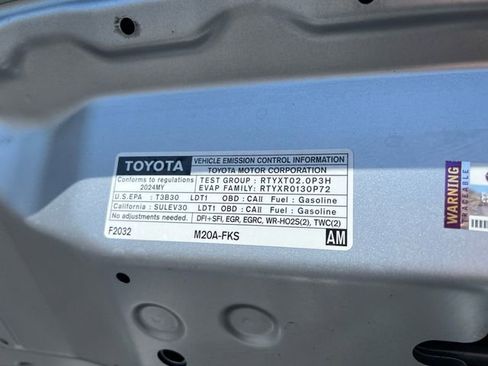 TOYOTA
VEHICLE EMISSION CONTROL INFORMATION
TOYOTA MOTOR CORPORATION
Conforms to regulations
2024MY
TEST GROUP : RTYXT02.0P3H
EVAP FAMILY: RTYXR0130P72
U.S.EPA : T3B30 LDT1 OBD : CAII Fuel : Gasoline
California : SULEV30 LDT1 OBD : CAII Fuel : Gasoline
No adjustments needed.
DFI+SFI, EGR, EGRC, WR-HO2S(2), TWC(2)
F2032
M20A-FKS
AM
WARNING
TRACEABLE